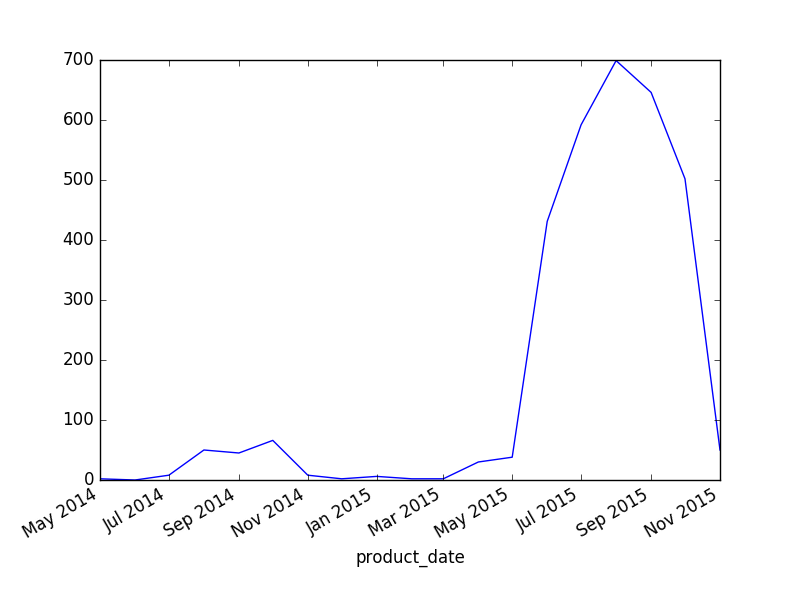 700
600
500
400
300
200
100
0
May 2014
Jul 2014
Sep 2014
Nov 2014
Jan 2015
Mar 2015
May 2015
Jul 2015
Sep 2015
Nov 2015
product_date